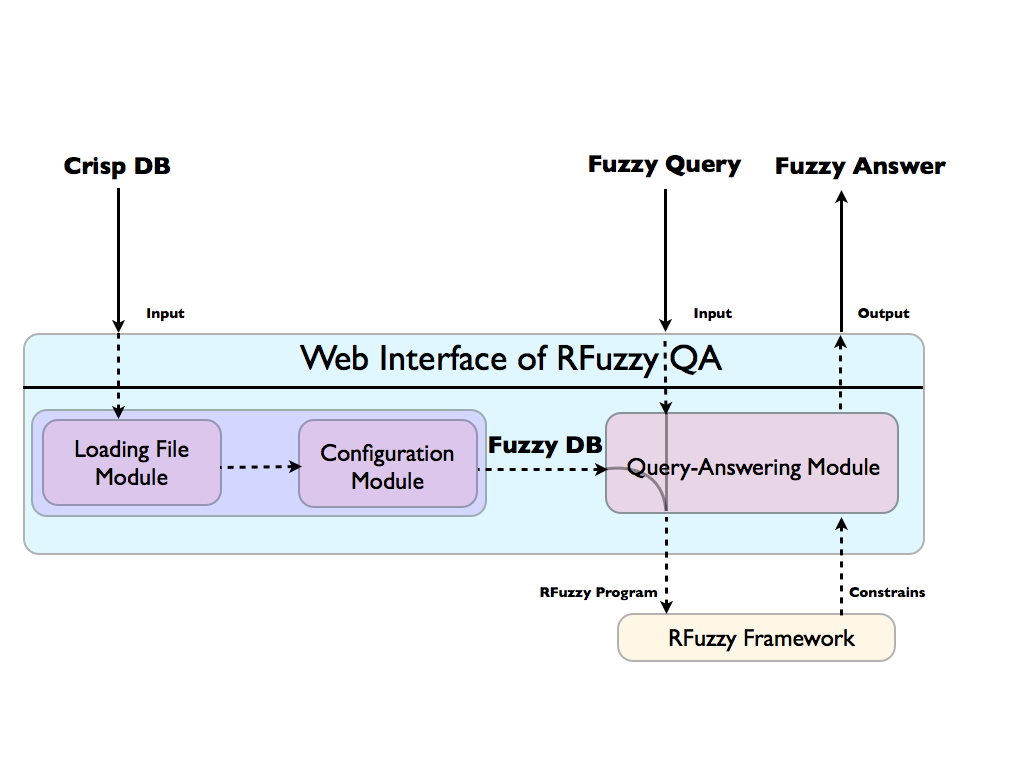 Crisp DB
Fuzzy Query
Fuzzy Answer
Input
Input
Output
Web Interface of RFuzzy QA
Loading File
Module
Configuration
Module
Fuzzy DB
Query-Answering Module
RFuzzy Program
Constrains
RFuzzy Framework